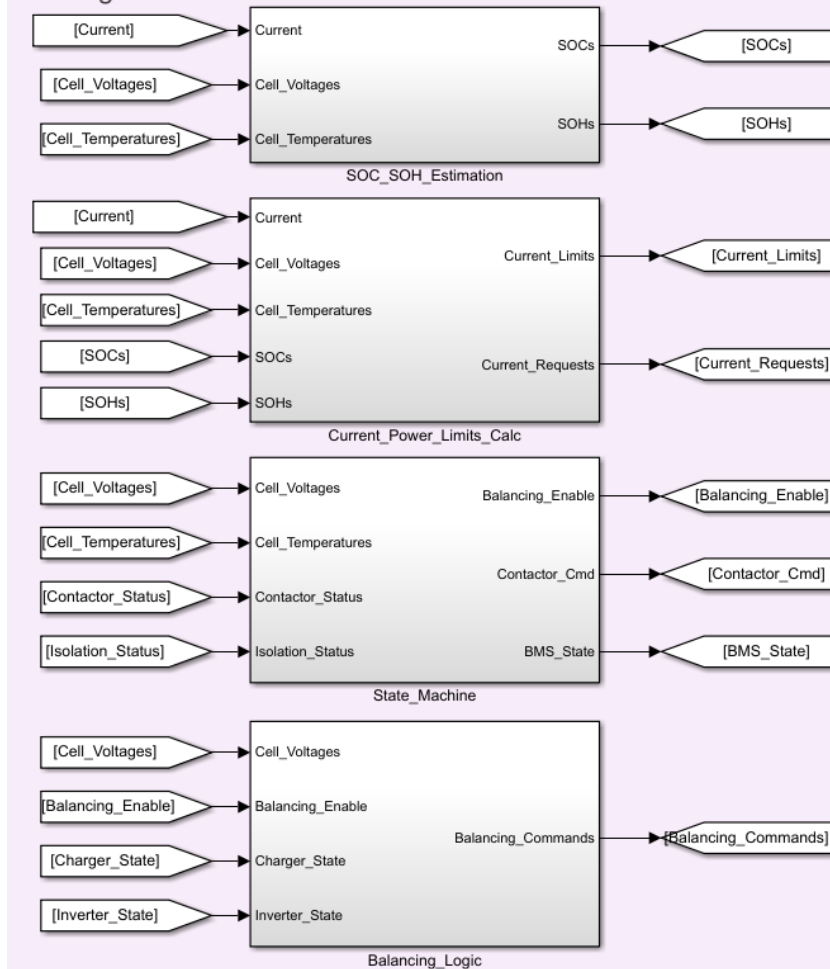 [Current]
Current
SOCs
[SOCs]
[Cell_Voltages]
Cell_Voltages
[Cell_Temperatures]
Cell_Temperatures
SOHs
[SOHs]
SOC_SOH_Estimation
[Current]
Current
[Cell_Voltages]
Cell_Voltages
Current_Limits
[Current_Limits]
[Cell_Temperatures]
Cell_Temperatures
[SOCs]
SOCs
Current_Requests
[Current_Requests]
[SOHs]
SOHs
Current_Power_Limits_Calc
[Cell_Voltages]
Cell_Voltages
Balancing_Enable
[Balancing_Enable]
[Cell_Temperatures]
Cell_Temperatures
Contactor_Cmd
[Contactor_Cmd]
[Contactor_Status]
Contactor_Status
[Isolation_Status]
Isolation_Status
BMS_State
[BMS_State]
State_Machine
[Cell_Voltages]
Cell_Voltages
[Balancing_Enable]
Balancing_Enable
Balancing_Commands
[Balancing_Commands]
[Charger_State]
Charger_State
[Inverter_State]
Inverter_State
Balancing_Logic